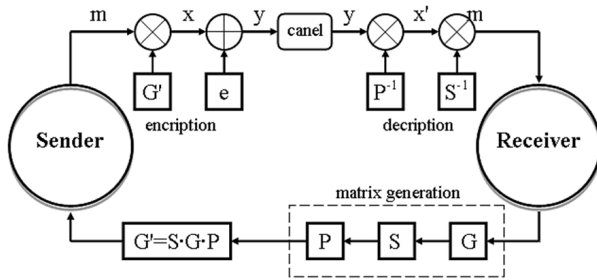 m x y canel y x' m
G' e P-1 S-1
encription decription
Sender Receiver
matrix generation
G'=S·G·P P S G